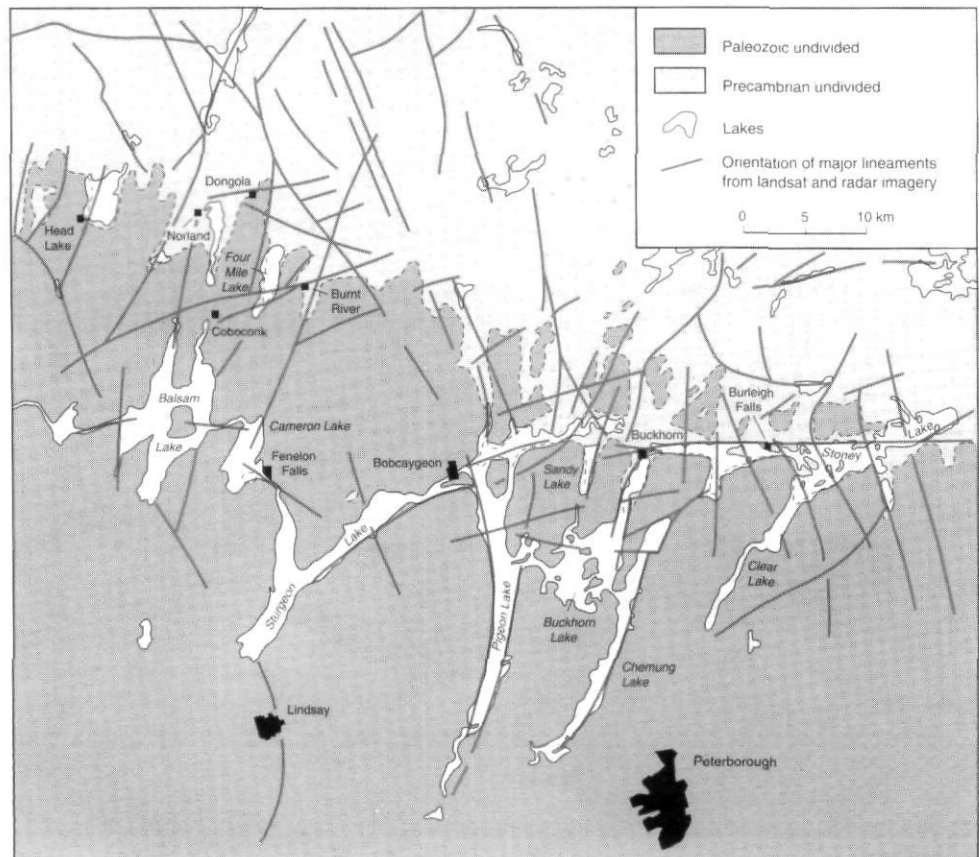 Paleozoic undivided
Precambrian undivided
Lakes
Orientation of major lineaments
from landsat and radar imagery
0 5 10 km
Dongola
Head
Lake
Norland
Four
Mile
Lake
Burnt
River
Coboconk
Balsam
Lake
Cameron Lake
Fenelon
Falls
Bobcaygeon
Sandy
Lake
Buckhorn
Burleigh
Falls
Stoney
Lake
Sturgeon
Lake
Pigeon Lake
Buckhorn
Lake
Clear
Lake
Chemung
Lake
Lindsay
Peterborough